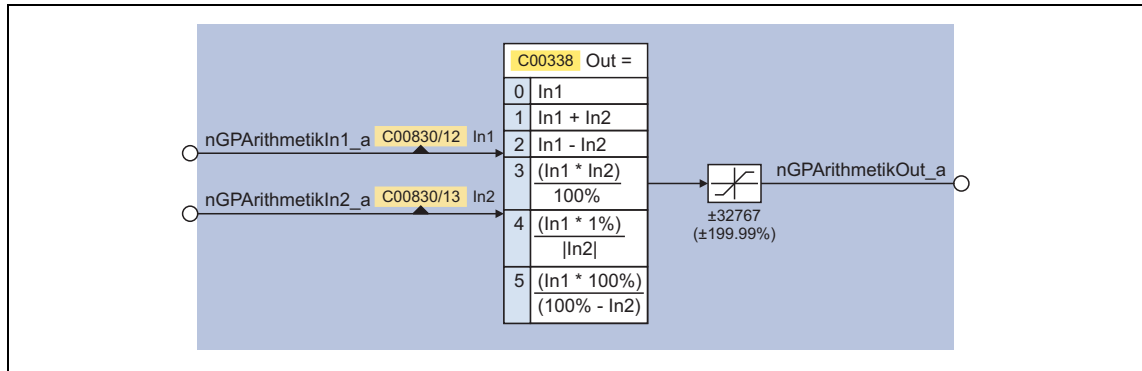 C00338 Out =
0 In1
1 In1 + In2
2 In1 - In2
3 (In1 * In2)
100%
4 (In1 * 1%)
|In2|
5 (In1 * 100%)
(100% - In2)
nGPArithmetikIn1_a C00830/12 In1
nGPArithmetikIn2_a C00830/13 In2
nGPArithmetikOut_a
±32767
(±199.99%)